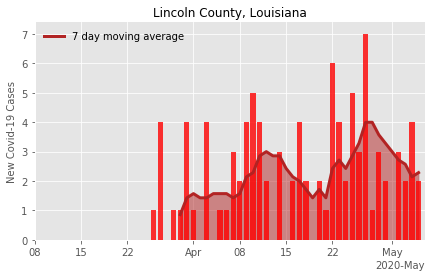 Lincoln County, Louisiana
7 day moving average
New Covid-19 Cases
7
6
5
4
3
2
1
0
08 15 22 Apr 08 15 22 May
2020-May